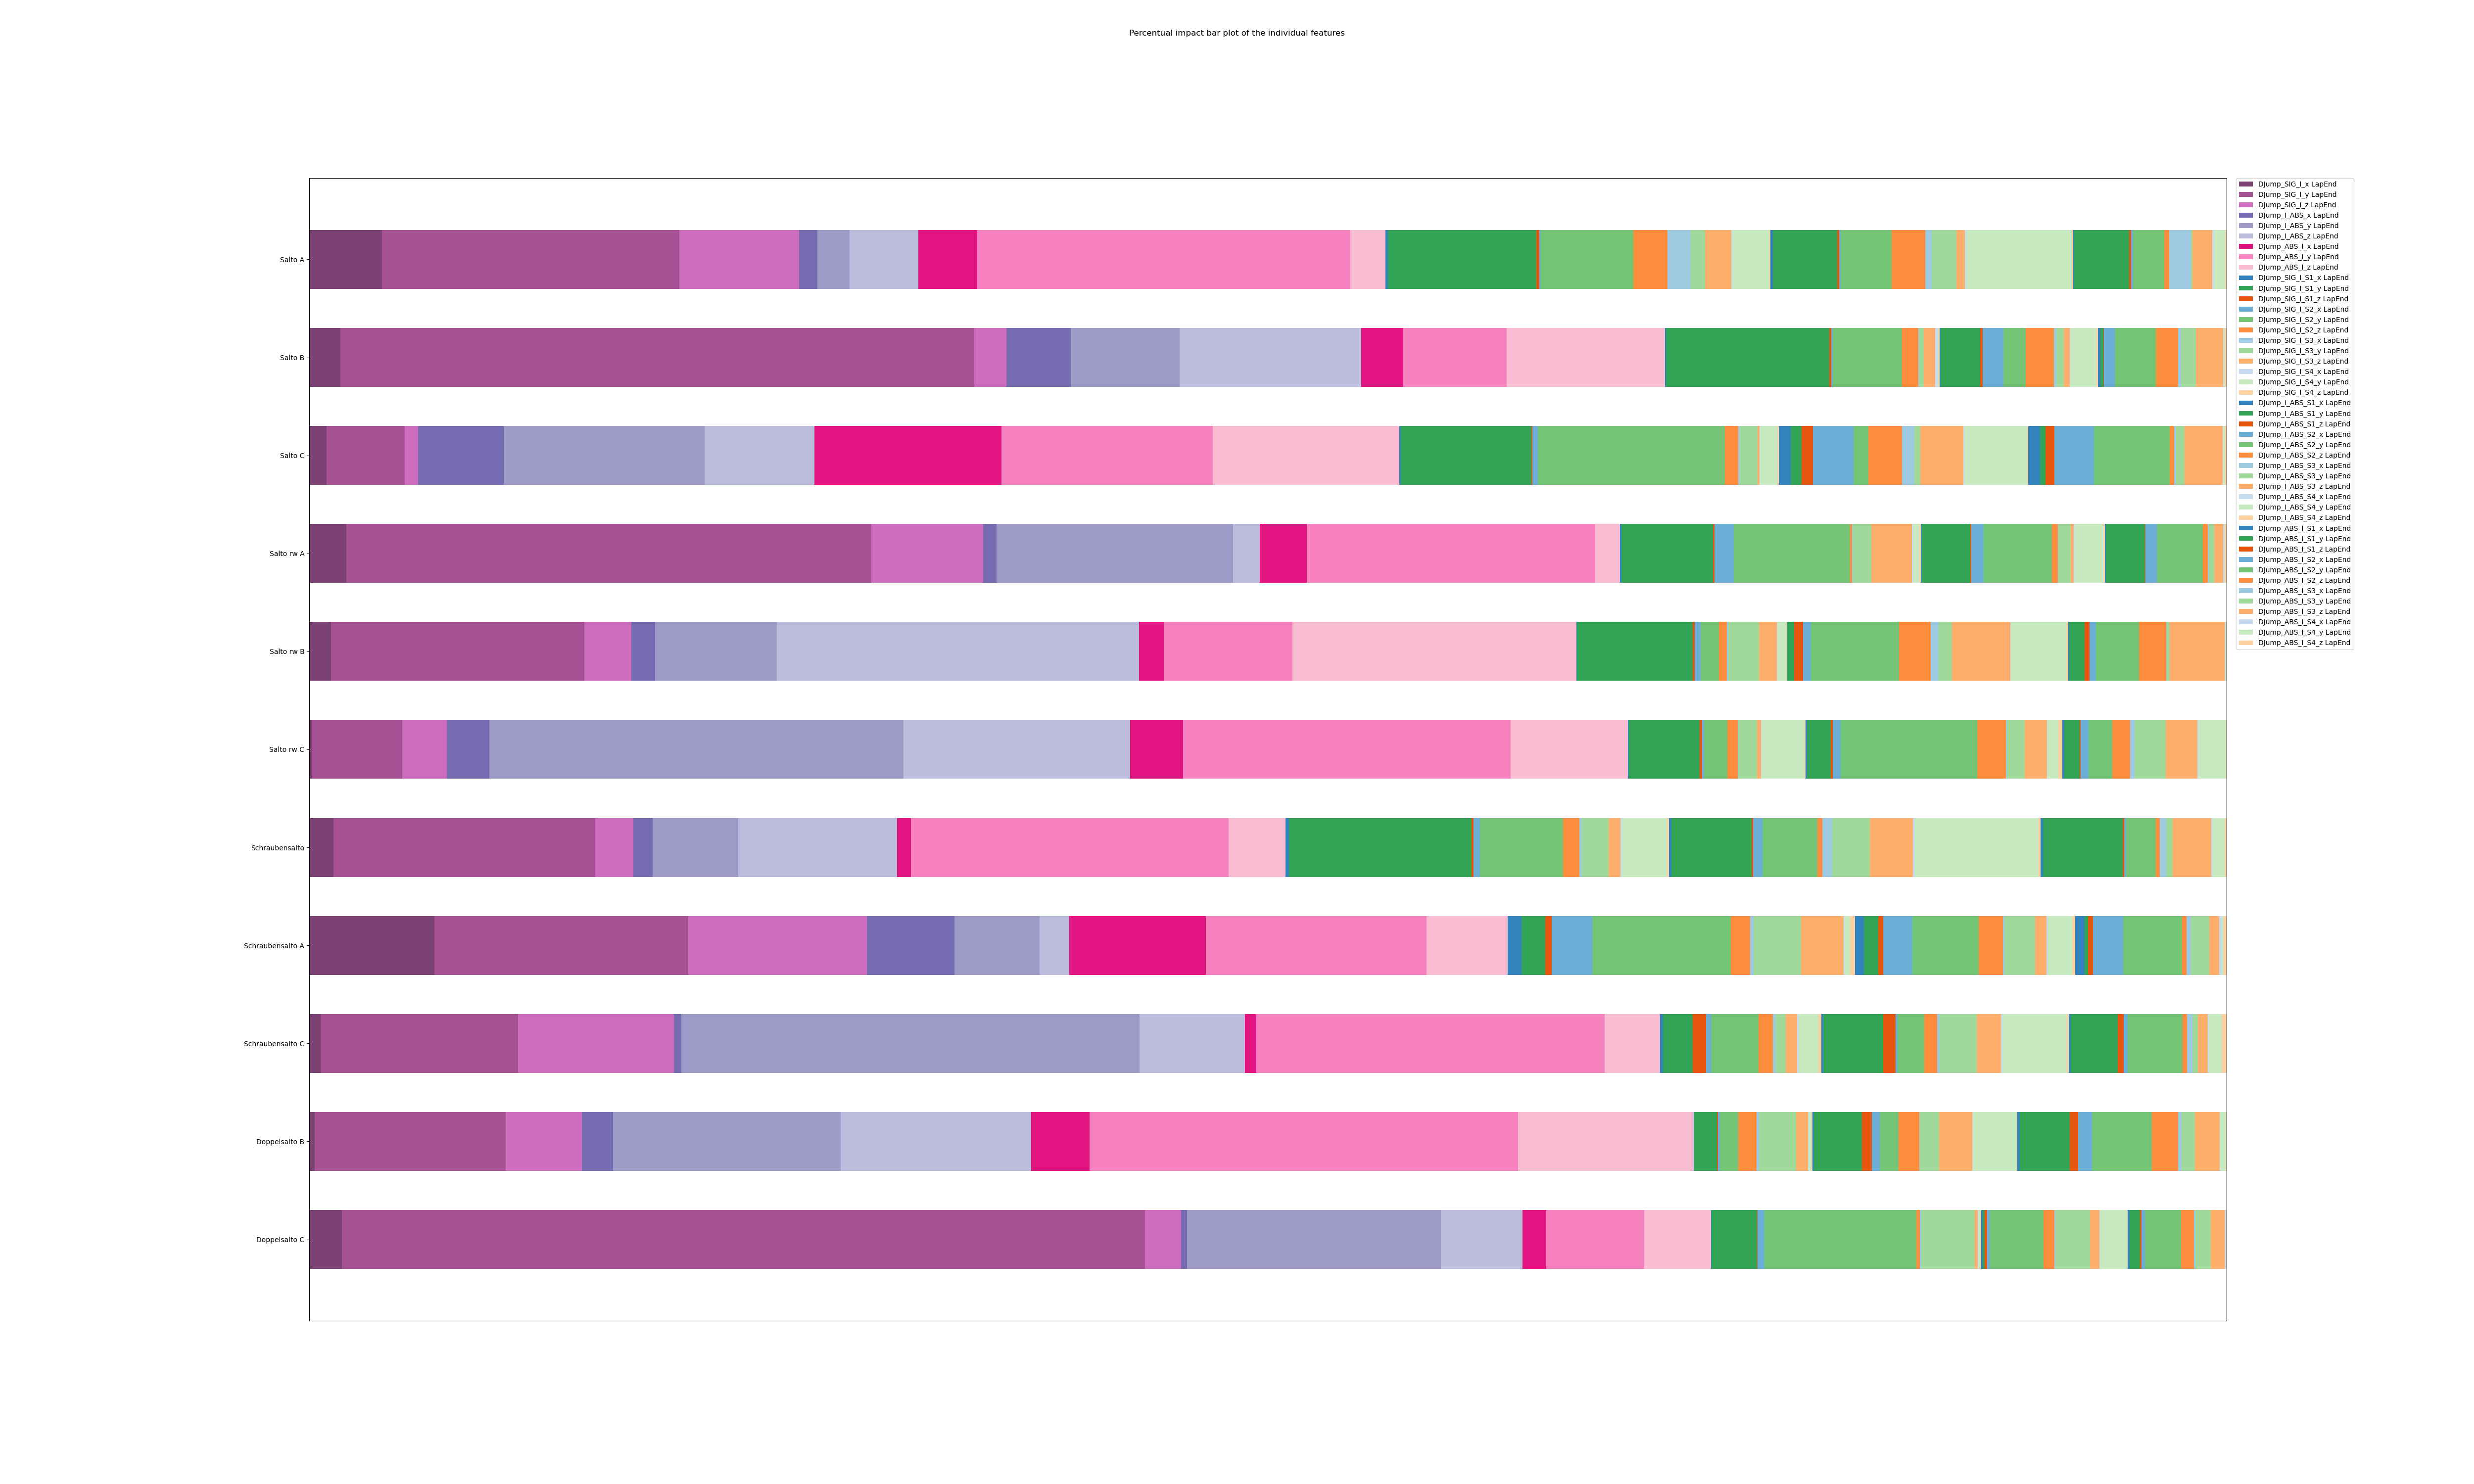 Percentual impact bar plot of the individual features
Salto A
Salto B
Salto C
Salto rw A
Salto rw B
Salto rw C
Schraubensalto
Schraubensalto A
Schraubensalto C
Doppelsalto B
Doppelsalto C
DJump_SIG_I_x LapEnd
DJump_SIG_I_y LapEnd
DJump_SIG_I_z LapEnd
DJump_I_ABS_x LapEnd
DJump_I_ABS_y LapEnd
DJump_I_ABS_z LapEnd
DJump_ABS_I_x LapEnd
DJump_ABS_I_y LapEnd
DJump_ABS_I_z LapEnd
DJump_SIG_I_S1_x LapEnd
DJump_SIG_I_S1_y LapEnd
DJump_SIG_I_S1_z LapEnd
DJump_SIG_I_S2_x LapEnd
DJump_SIG_I_S2_y LapEnd
DJump_SIG_I_S2_z LapEnd
DJump_SIG_I_S3_x LapEnd
DJump_SIG_I_S3_y LapEnd
DJump_SIG_I_S3_z LapEnd
DJump_SIG_I_S4_x LapEnd
DJump_SIG_I_S4_y LapEnd
DJump_SIG_I_S4_z LapEnd
DJump_I_ABS_S1_x LapEnd
DJump_I_ABS_S1_y LapEnd
DJump_I_ABS_S1_z LapEnd
DJump_I_ABS_S2_x LapEnd
DJump_I_ABS_S2_y LapEnd
DJump_I_ABS_S2_z LapEnd
DJump_I_ABS_S3_x LapEnd
DJump_I_ABS_S3_y LapEnd
DJump_I_ABS_S3_z LapEnd
DJump_I_ABS_S4_x LapEnd
DJump_I_ABS_S4_y LapEnd
DJump_I_ABS_S4_z LapEnd
DJump_ABS_I_S1_x LapEnd
DJump_ABS_I_S1_y LapEnd
DJump_ABS_I_S1_z LapEnd
DJump_ABS_I_S2_x LapEnd
DJump_ABS_I_S2_y LapEnd
DJump_ABS_I_S2_z LapEnd
DJump_ABS_I_S3_x LapEnd
DJump_ABS_I_S3_y LapEnd
DJump_ABS_I_S3_z LapEnd
DJump_ABS_I_S4_x LapEnd
DJump_ABS_I_S4_y LapEnd
DJump_ABS_I_S4_z LapEnd